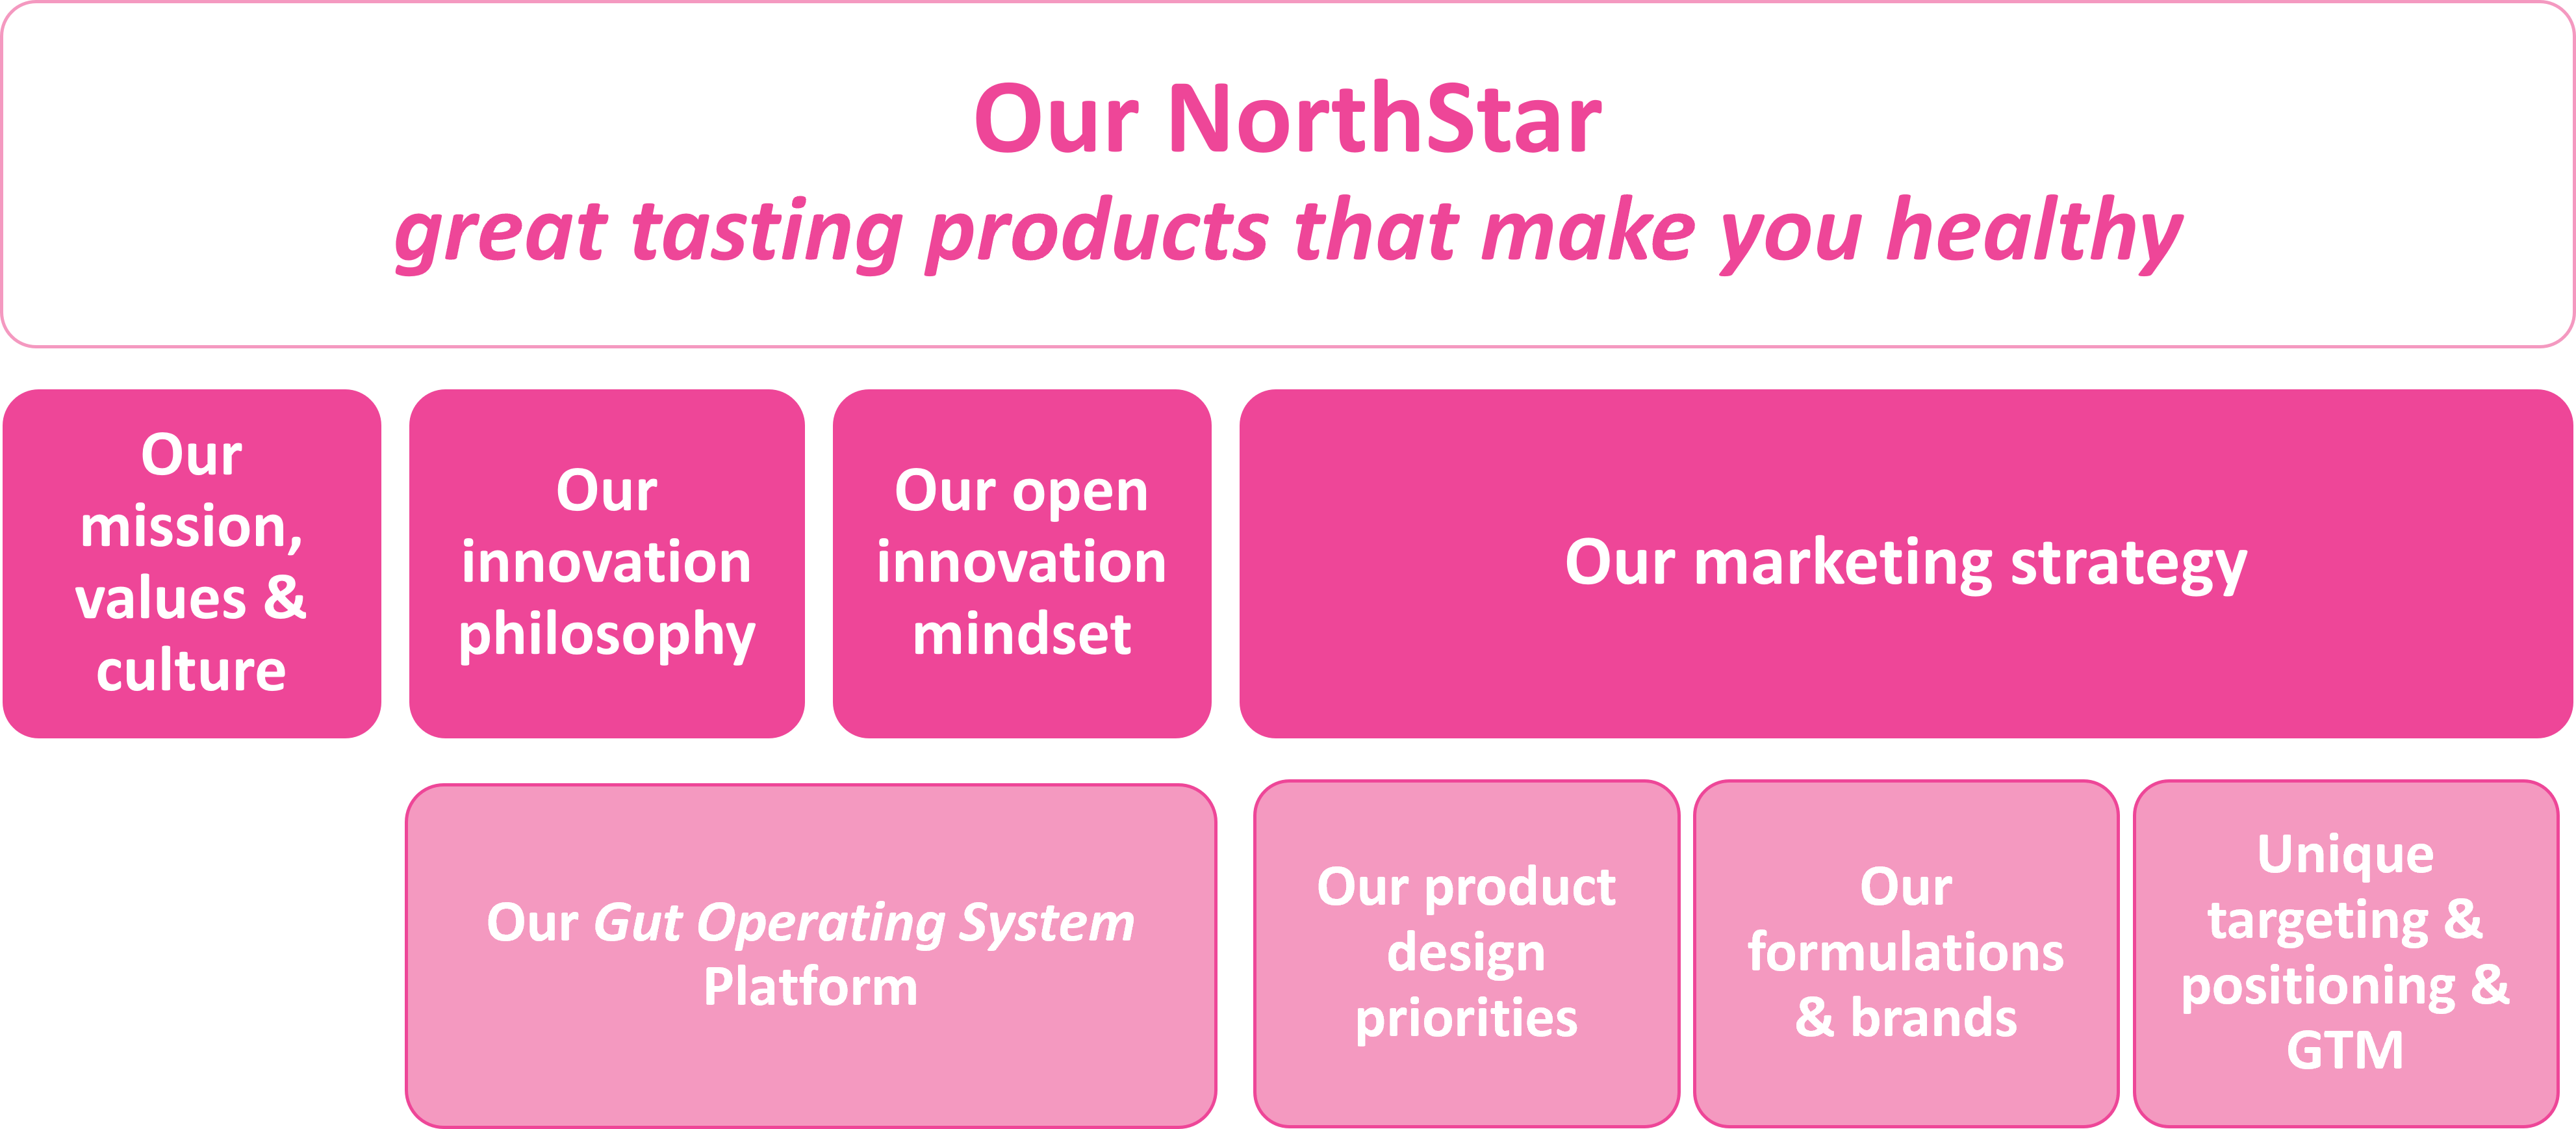 Our NorthStar
great tasting products that make you healthy
Our
mission,
values &
culture
Our
innovation
philosophy
Our open
innovation
mindset
Our marketing strategy
Our Gut Operating System
Platform
Our product
design
priorities
Our
formulations
& brands
Unique
targeting &
positioning &
GTM